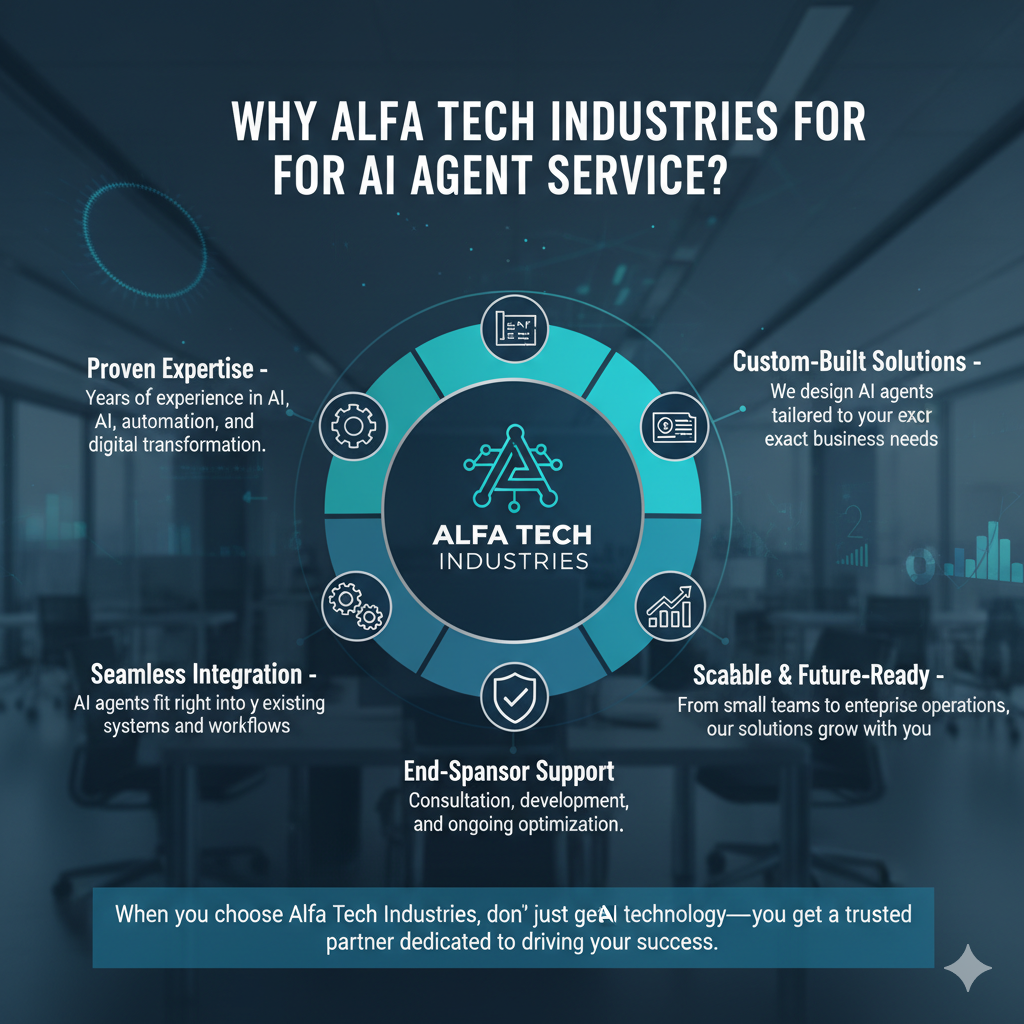 WHY ALFA TECH INDUSTRIES FOR
FOR AI AGENT SERVICE?
Proven Expertise -
Years of experience in AI,
AI, automation, and
digital transformation.
Custom-Built Solutions -
We design AI agents
tailored to your excr
exact business needs
ALFA TECH
INDUSTRIES
2
Seamless Integration -
AI agents fit right into y existing
systems and workflows
Scabble & Future-Ready -
From small teams to enteprise operations,
our solutions grow with you
End-Spansor Support
Consultation, development,
and ongoing optimization.
When you choose Alfa Tech Industries, don'' just getAI technology—you get a trusted
partner dedicated to driving your success.